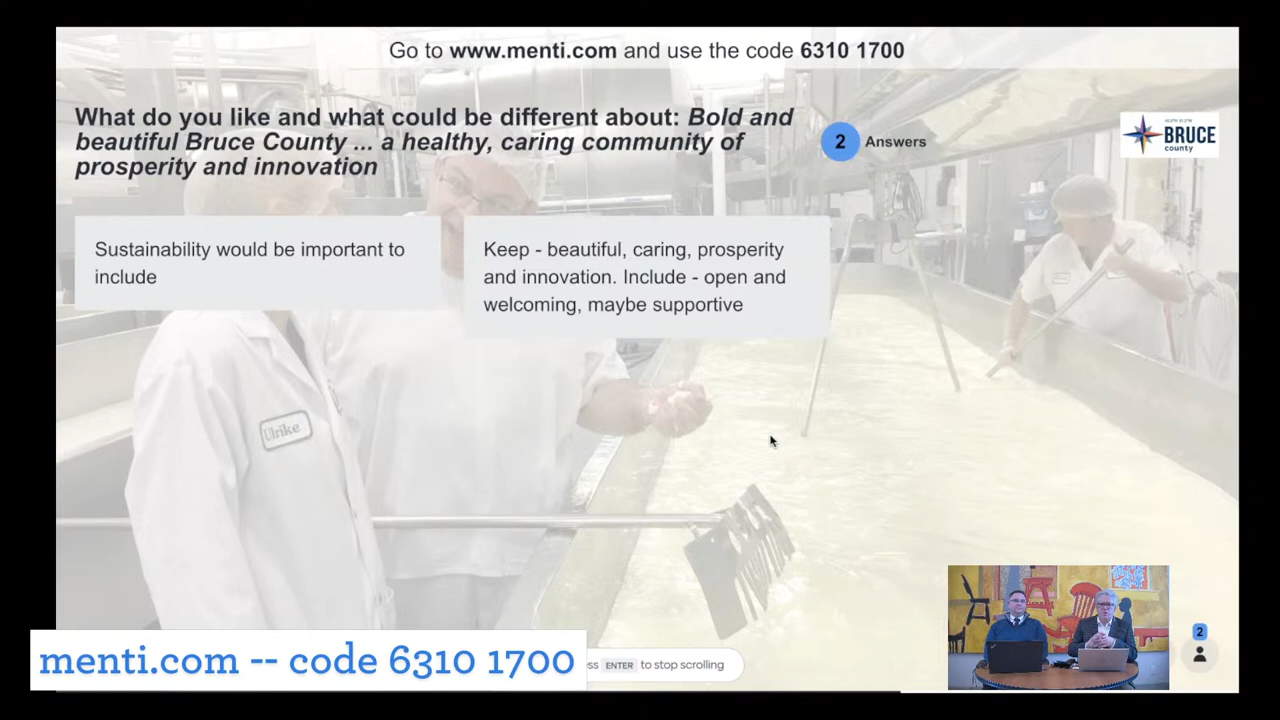 Go to www.menti.com and use the code 6310 1700
What do you like and what could be different about: Bold and
beautiful Bruce County ... a healthy, caring community of
prosperity and innovation
2 Answers
BRUCE
county
Sustainability would be important to
include
Keep - beautiful, caring, prosperity
and innovation. Include - open and
welcoming, maybe supportive
Ulrike
menti.com -- code 6310 1700
ENTER to stop scrolling
2